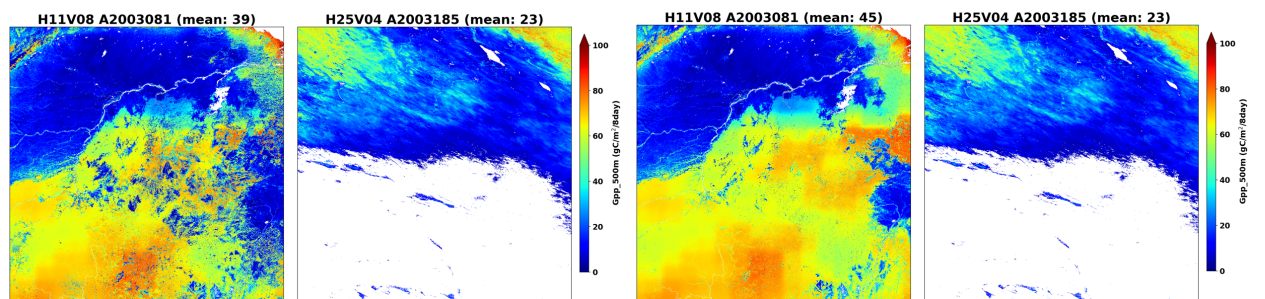 H11V08 A2003081 (mean: 39)
H25V04 A2003185 (mean: 23)
100
80
60
40
20
0
Gpp_500m (gC/m²/8day)
H11V08 A2003081 (mean: 45)
H25V04 A2003185 (mean: 23)
100
80
60
40
20
0
Gpp_500m (gC/m²/8day)